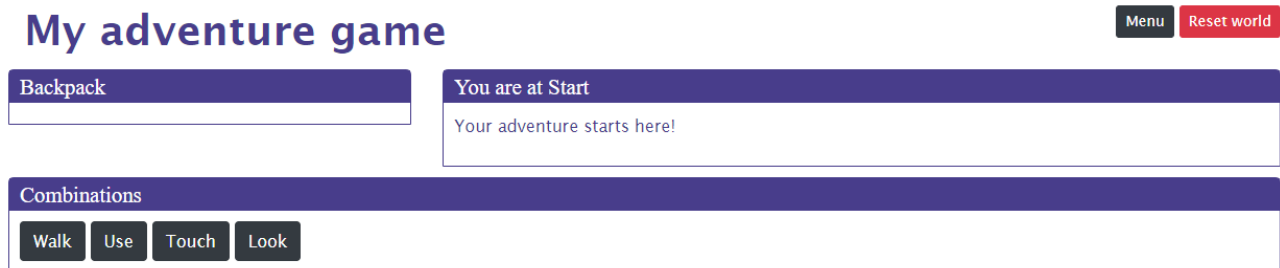 My adventure game
Menu
Reset world
Backpack
You are at Start
Your adventure starts here!
Combinations
Walk
Use
Touch
Look